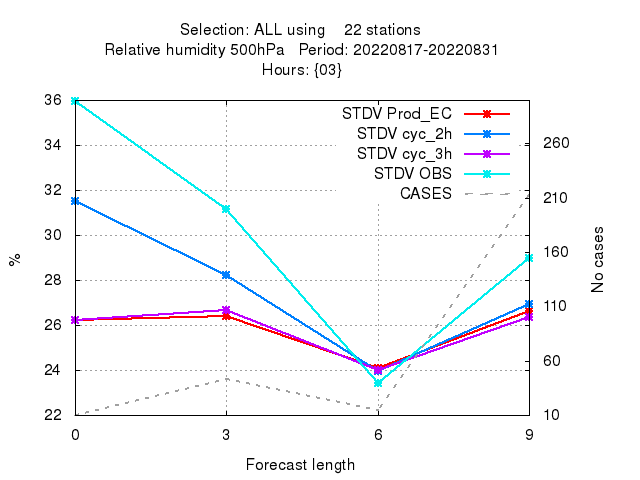 Selection: ALL using 22 stations
Relative humidity 500hPa Period: 20220817-20220831
Hours: {03}
36
34
32
30
28
26
24
22
%
STDV Prod_EC
STDV cyc_2h
STDV cyc_3h
STDV OBS
CASES
260
210
160
110
60
10
No cases
0 3 6 9
Forecast length